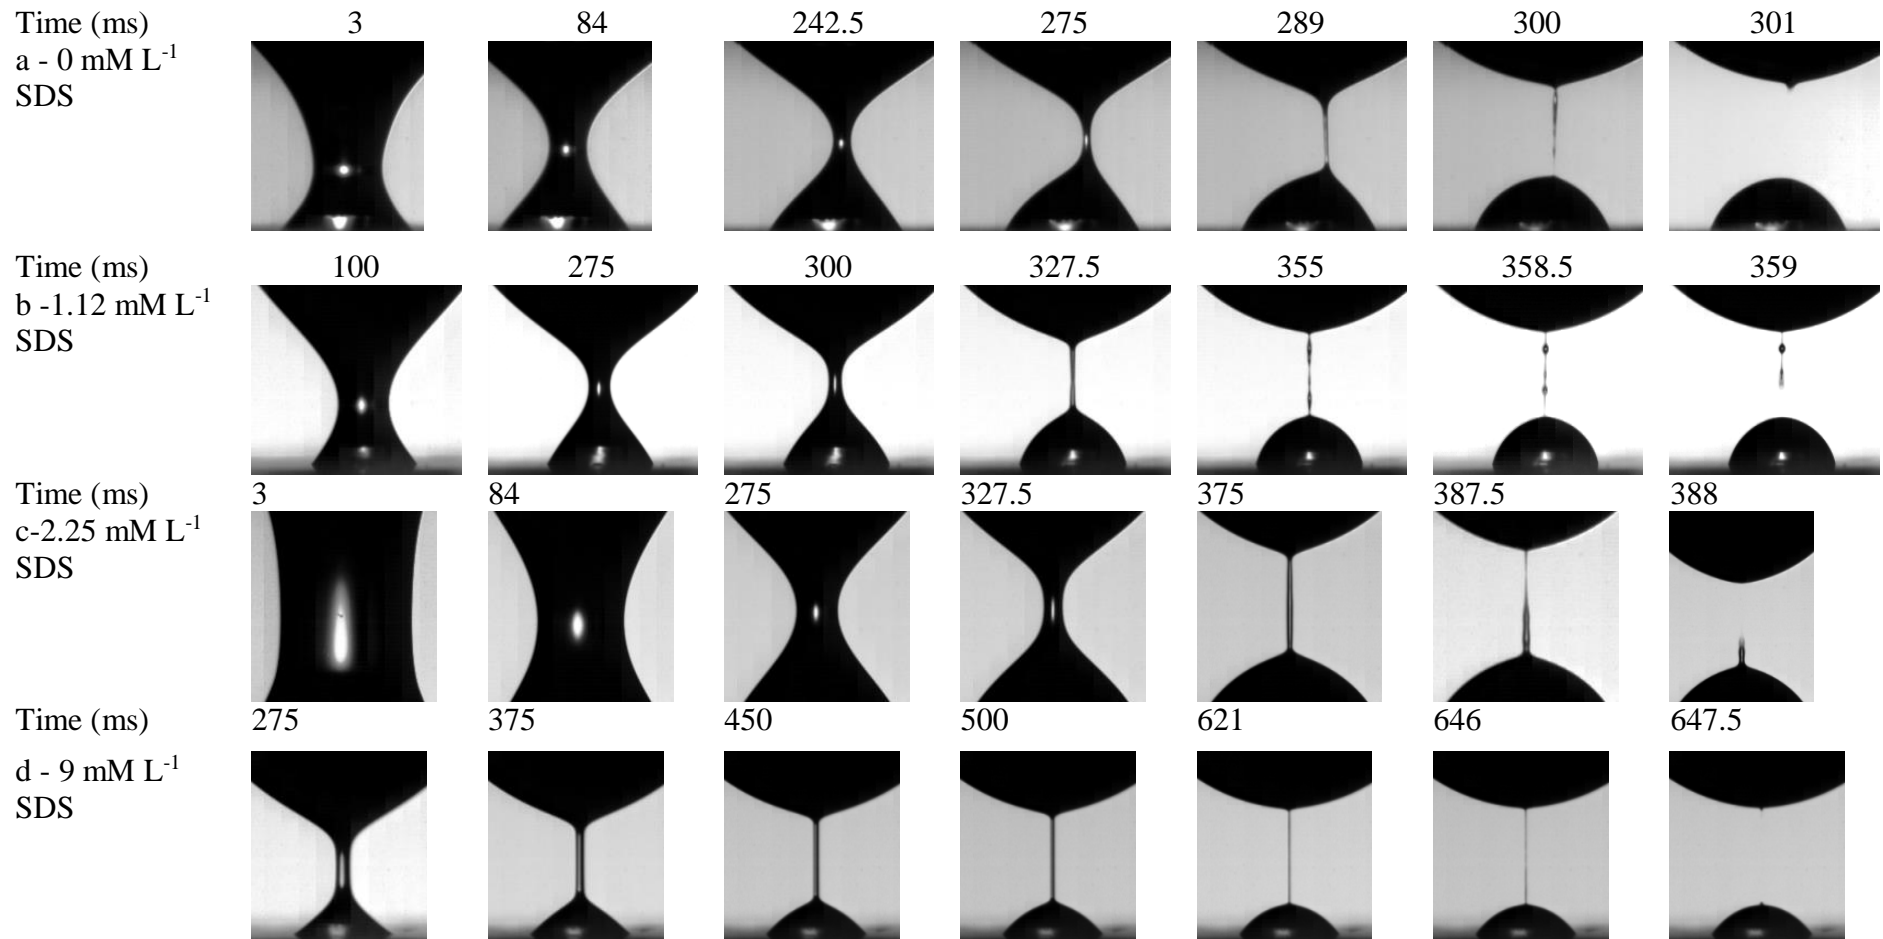 Time (ms) 3 84 242.5 275 289 300 301
a - 0 mM L⁻¹
SDS
Time (ms) 100 275 300 327.5 355 358.5 359
b -1.12 mM L⁻¹
SDS
Time (ms) 3 84 275 327.5 375 387.5 388
c-2.25 mM L⁻¹
SDS
Time (ms) 275 375 450 500 621 646 647.5
d - 9 mM L⁻¹
SDS